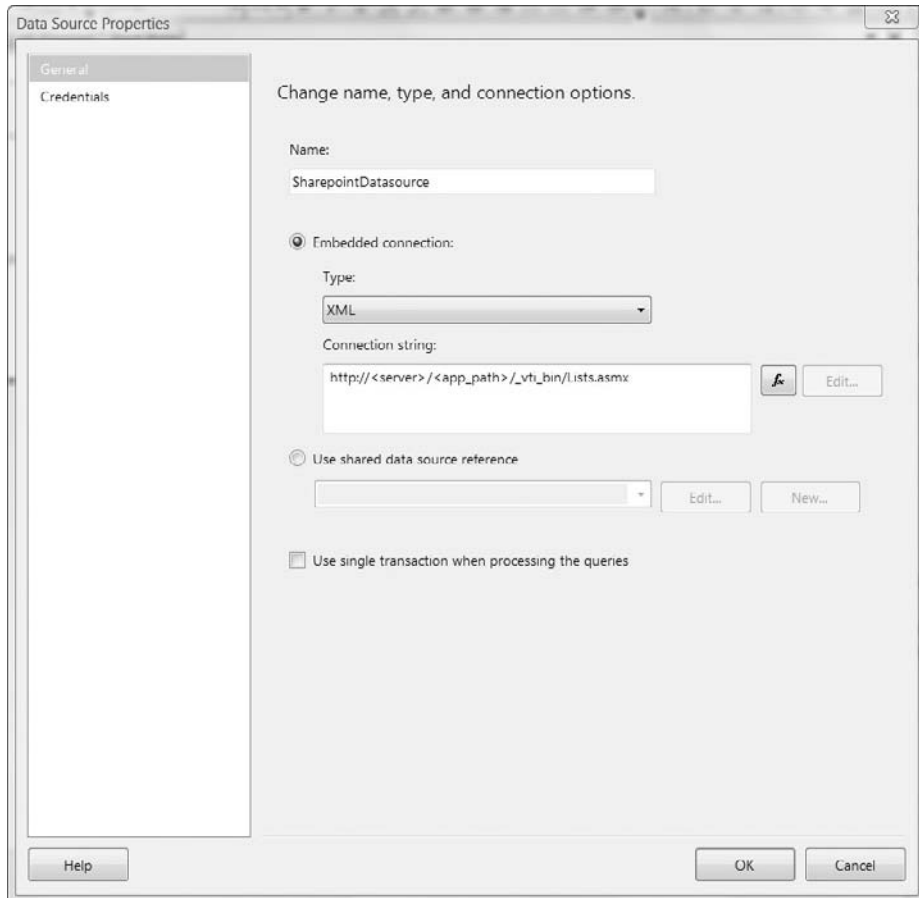 Data Source Properties
General
Credentials
Change name, type, and connection options.
Name:
SharepointDatasource
Embedded connection:
Type:
XML
Connection string:
http://<server>/<app_path>/_vti_bin/Lists.asmx
fx
Edit...
Use shared data source reference
Edit...
New...
Use single transaction when processing the queries
Help
OK
Cancel